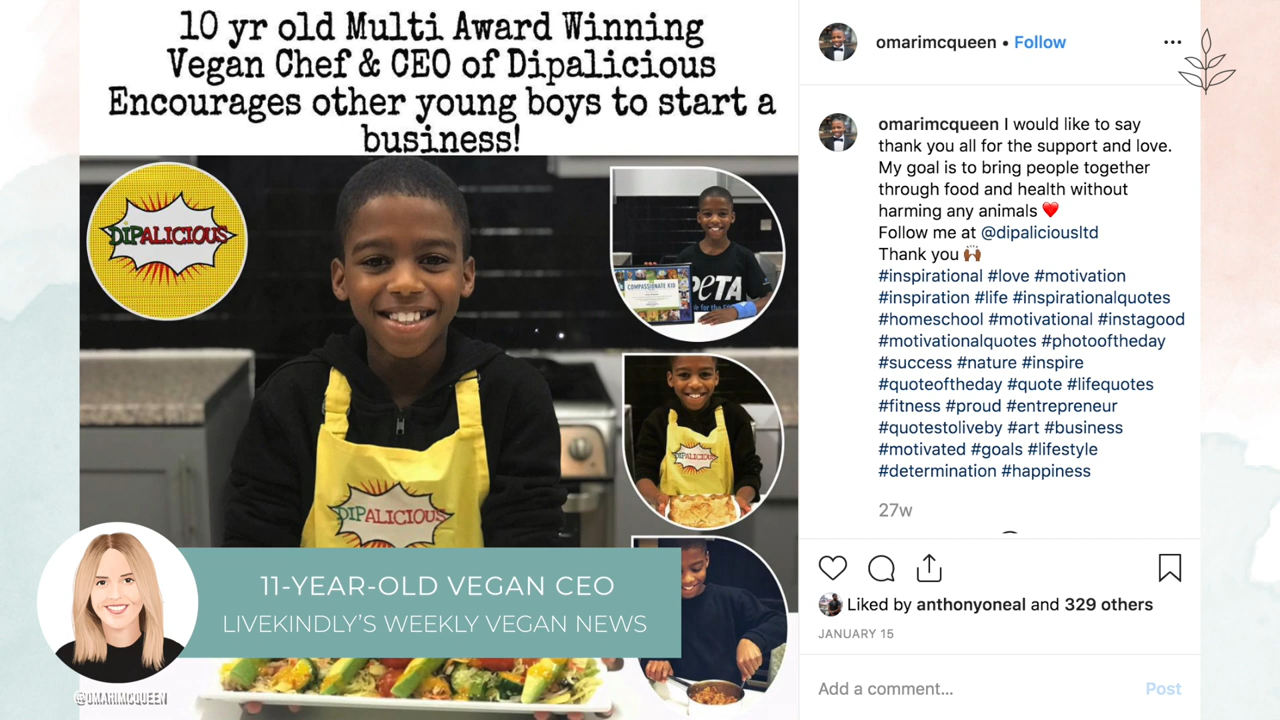 10 yr old Multi Award Winning
Vegan Chef & CEO of Dipalicious
Encourages other young boys to start a
business!
DIPALICIOUS
COMPASSIONATE KID
PeTA
DIPALICIOUS
DIPALICIOUS
11-YEAR-OLD VEGAN CEO
LIVEKINDLY'S WEEKLY VEGAN NEWS
@OMARIMCQUEEN
omarimcqueen • Follow
omarimcqueen I would like to say
thank you all for the support and love.
My goal is to bring people together
through food and health without
harming any animals ❤️
Follow me at @dipaliciousltd
Thank you 🙌🏾
#inspirational #love #motivation
#inspiration #life #inspirationalquotes
#homeschool #motivational #instagood
#motivationalquotes #photooftheday
#success #nature #inspire
#quoteoftheday #quote #lifequotes
#fitness #proud #entrepreneur
#quotestoliveby #art #business
#motivated #goals #lifestyle
#determination #happiness
27w
Liked by anthonyoneal and 329 others
JANUARY 15
Add a comment... Post